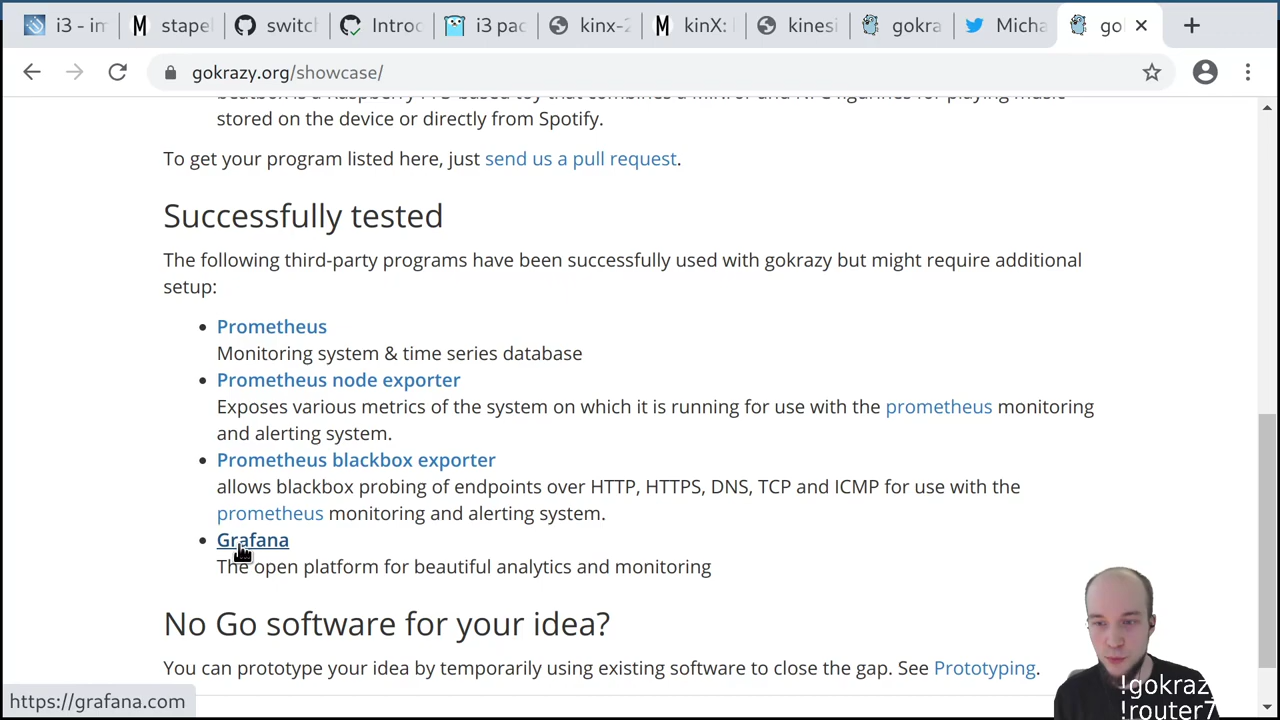 i3 - im
stapel
switch
Introd
i3 pac
kinx-2
kinX: 
kinesi
gokra
Micha
go
gokrazy.org/showcase/
stored on the device or directly from Spotify.
To get your program listed here, just send us a pull request.
Successfully tested
The following third-party programs have been successfully used with gokrazy but might require additional
setup:
Prometheus
Monitoring system & time series database
Prometheus node exporter
Exposes various metrics of the system on which it is running for use with the prometheus monitoring
and alerting system.
Prometheus blackbox exporter
allows blackbox probing of endpoints over HTTP, HTTPS, DNS, TCP and ICMP for use with the
prometheus monitoring and alerting system.
Grafana
The open platform for beautiful analytics and monitoring
No Go software for your idea?
You can prototype your idea by temporarily using existing software to close the gap. See Prototyping.
https://grafana.com
!gokrazy
!router7